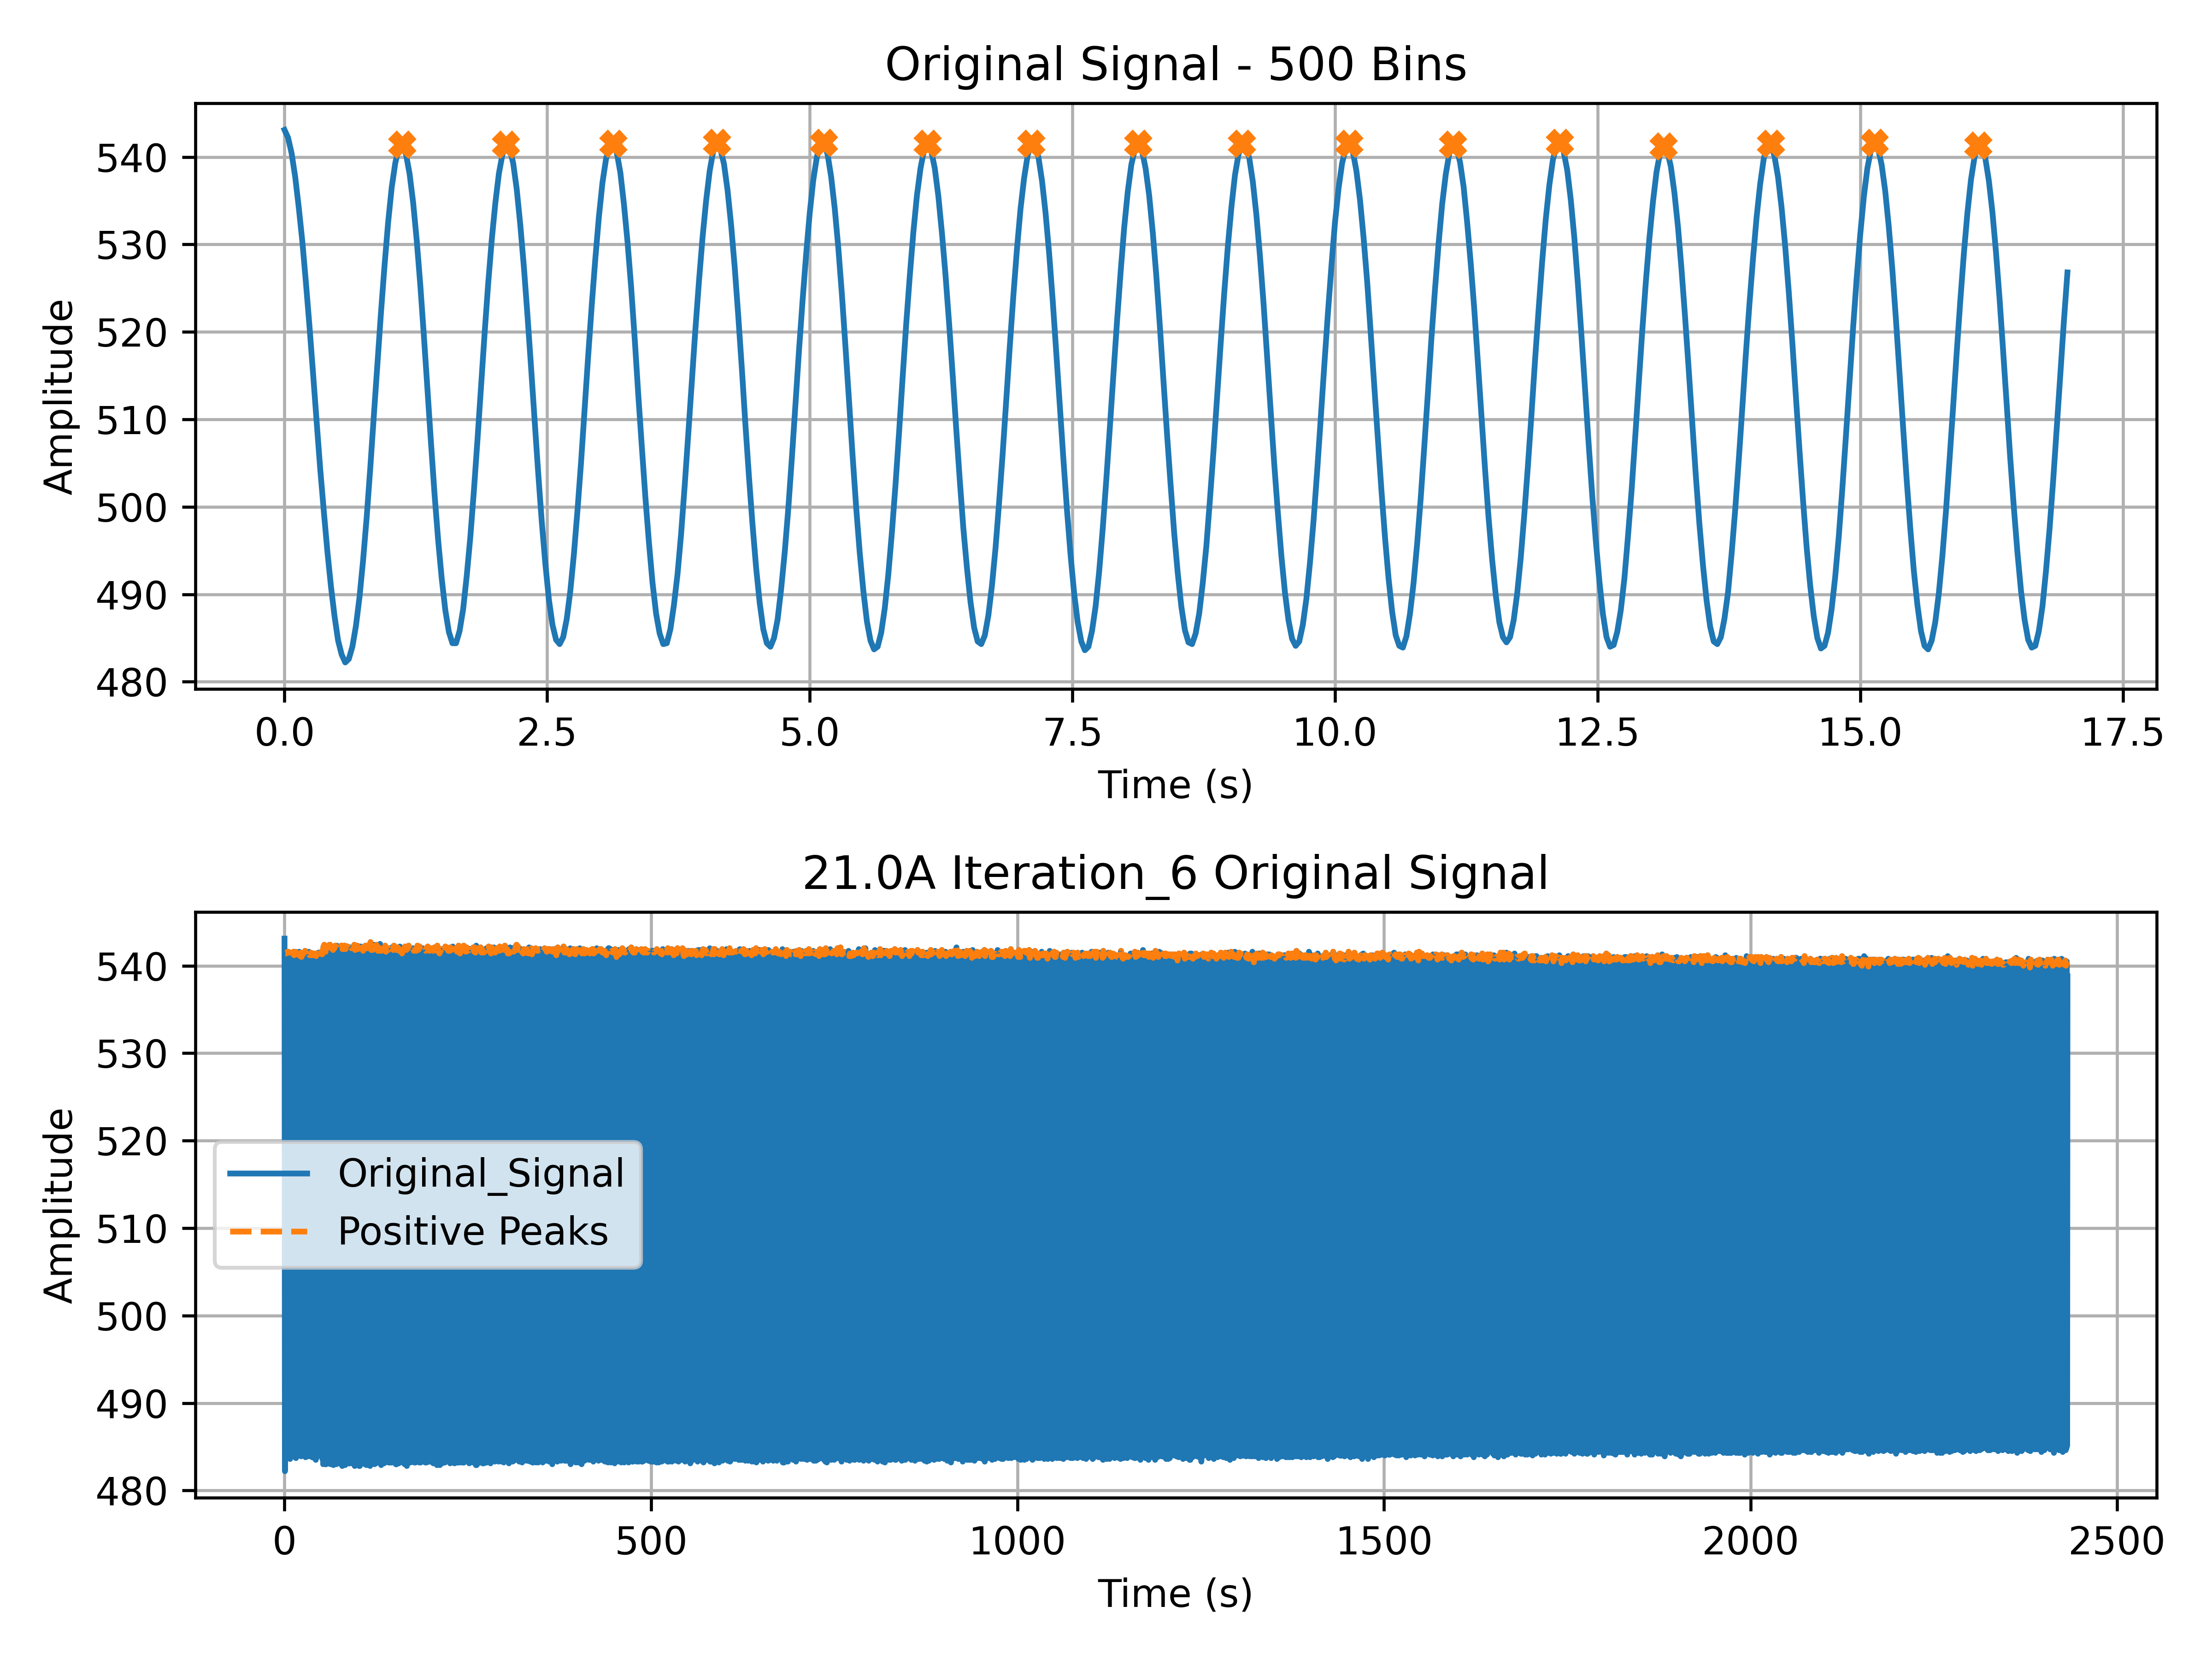 Original Signal - 500 Bins
Amplitude
540
530
520
510
500
490
480
0.0 2.5 5.0 7.5 10.0 12.5 15.0 17.5
Time (s)
21.0A Iteration_6 Original Signal
Amplitude
540
530
520
510
500
490
480
Original_Signal
Positive Peaks
0 500 1000 1500 2000 2500
Time (s)